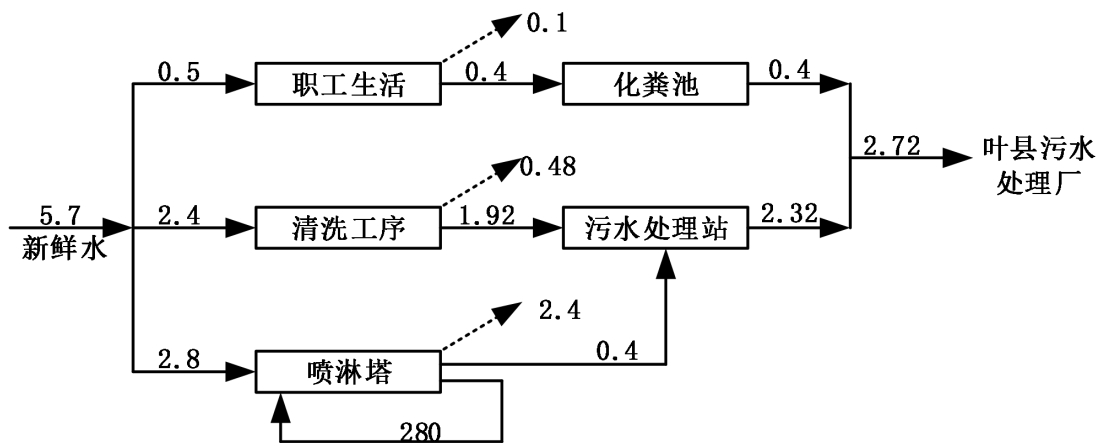 0.1
0.5
职工生活
0.4
化粪池
0.4
2.72
叶县污水
处理厂
0.48
5.7
新鲜水
2.4
清洗工序
1.92
污水处理站
2.32
2.4
2.8
喷淋塔
0.4
280